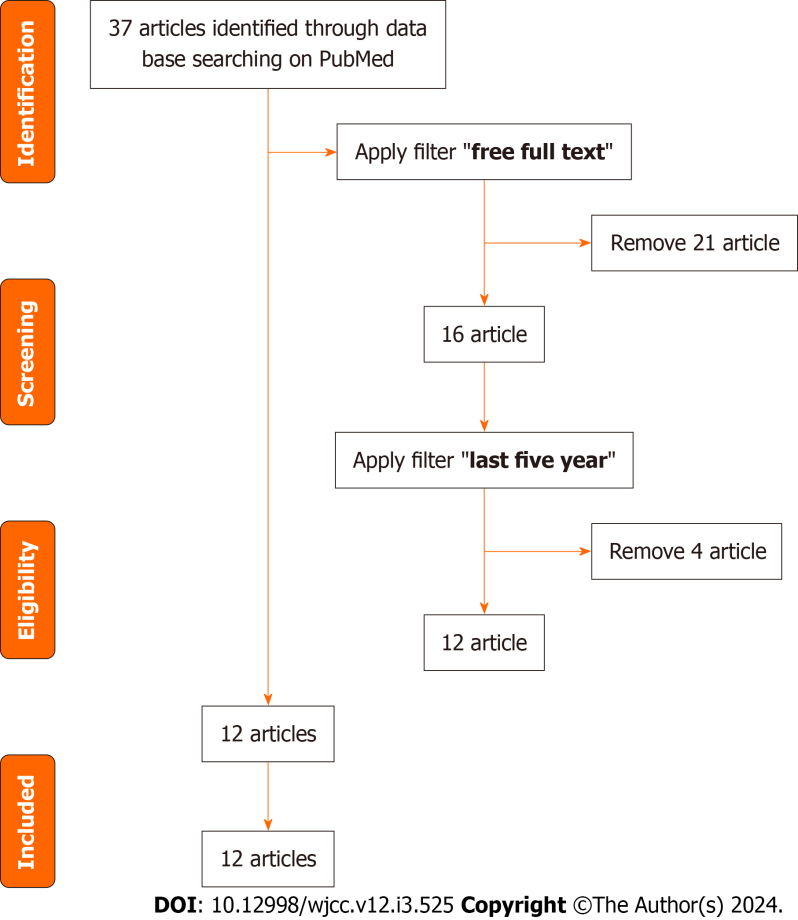 Identification
37 articles identified through data
base searching on PubMed
Apply filter "free full text"
Remove 21 article
Screening
16 article
Apply filter "last five year"
Eligibility
Remove 4 article
12 article
12 articles
Included
12 articles
DOI: 10.12998/wjcc.v12.i3.525 Copyright ©The Author(s) 2024.